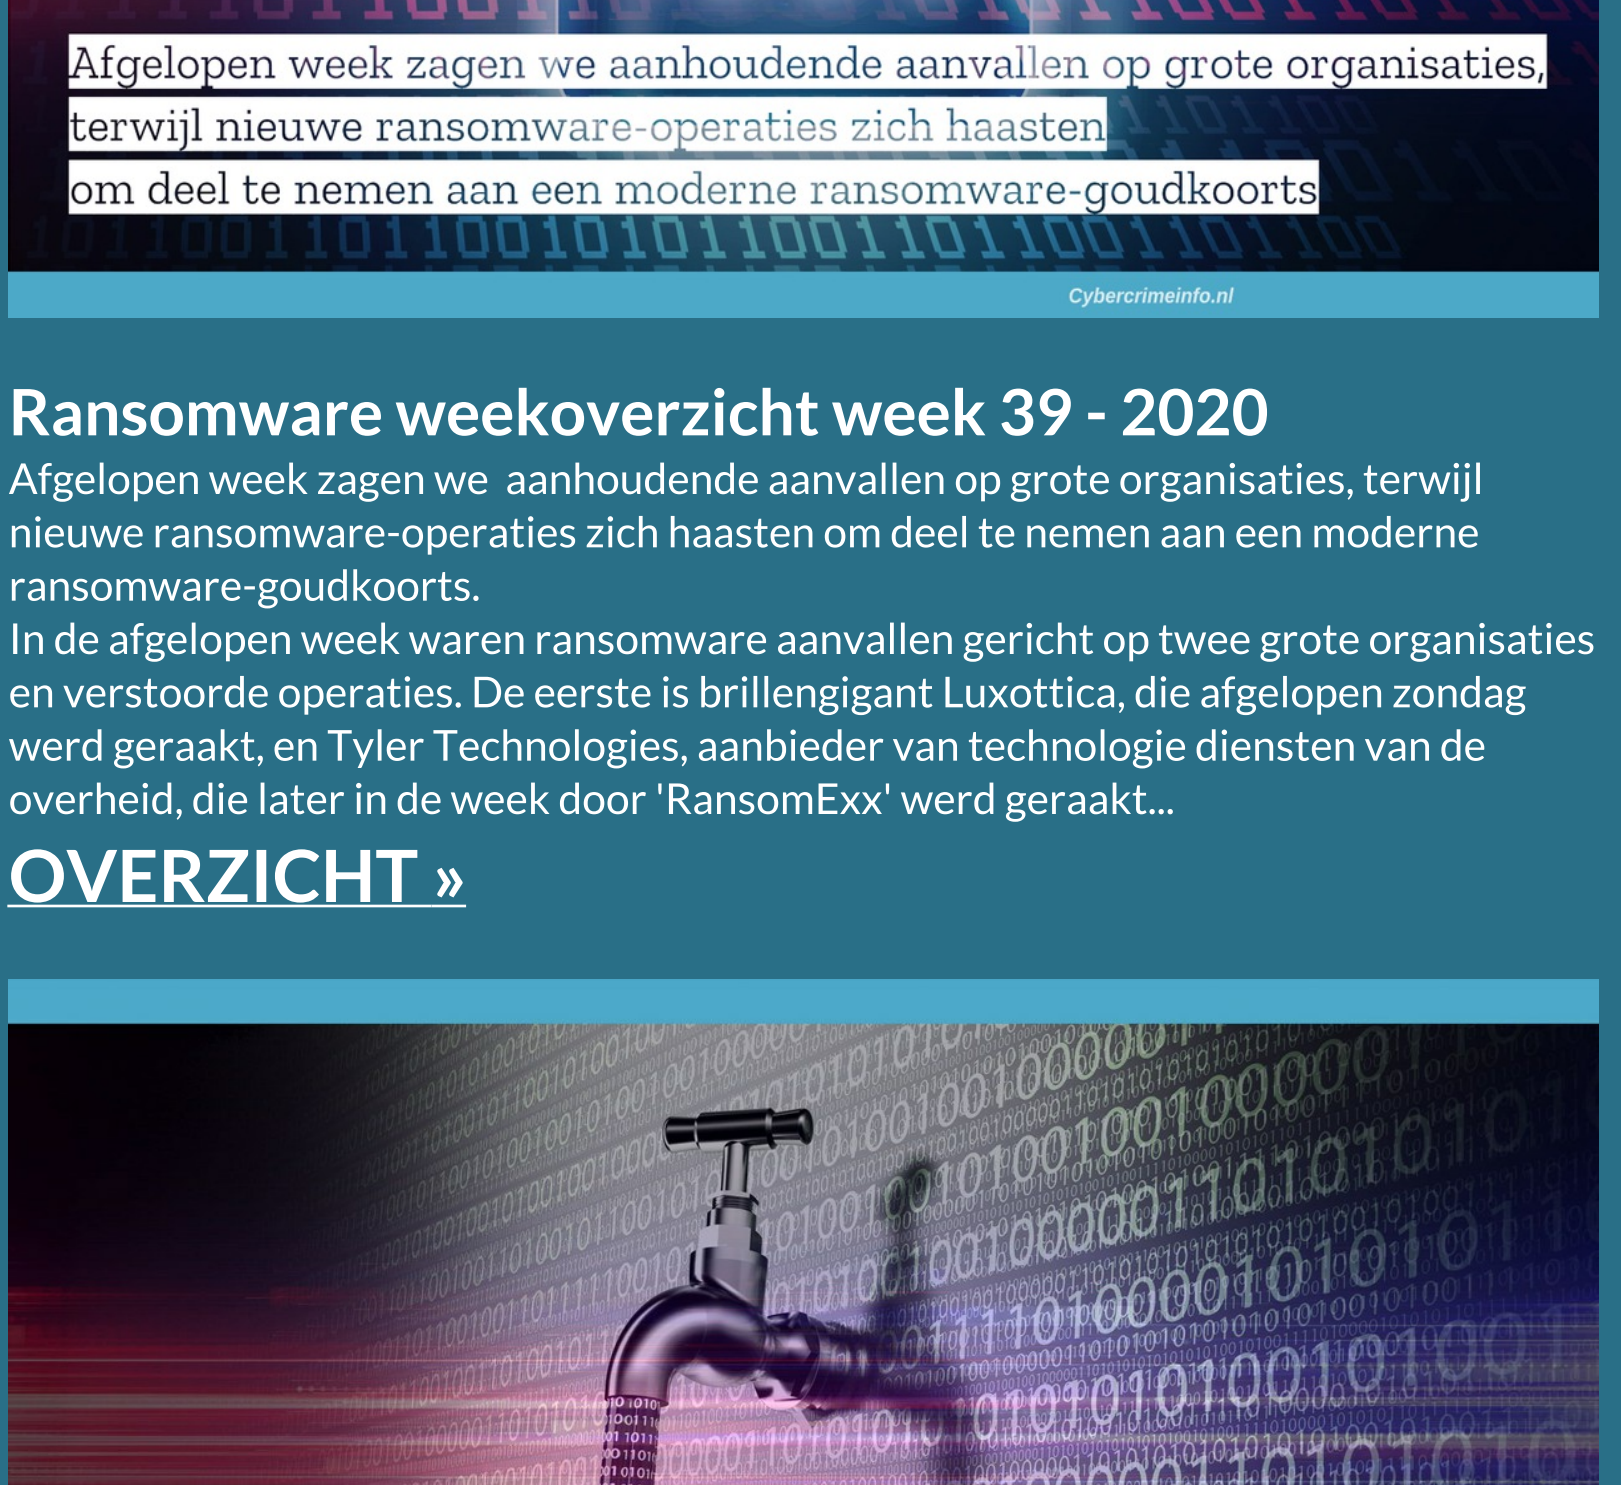 Afgelopen week zagen we aanhoudende aanvallen op grote organisaties,
terwijl nieuwe ransomware-operaties zich haasten
om deel te nemen aan een moderne ransomware-goudkoorts
Cybercrimeinfo.nl
Ransomware weekoverzicht week 39 - 2020
Afgelopen week zagen we  aanhoudende aanvallen op grote organisaties, terwijl
nieuwe ransomware-operaties zich haasten om deel te nemen aan een moderne
ransomware-goudkoorts.
In de afgelopen week waren ransomware aanvallen gericht op twee grote organisaties
en verstoorde operaties. De eerste is brillengigant Luxottica, die afgelopen zondag
werd geraakt, en Tyler Technologies, aanbieder van technologie diensten van de
overheid, die later in de week door 'RansomExx' werd geraakt...
OVERZICHT »